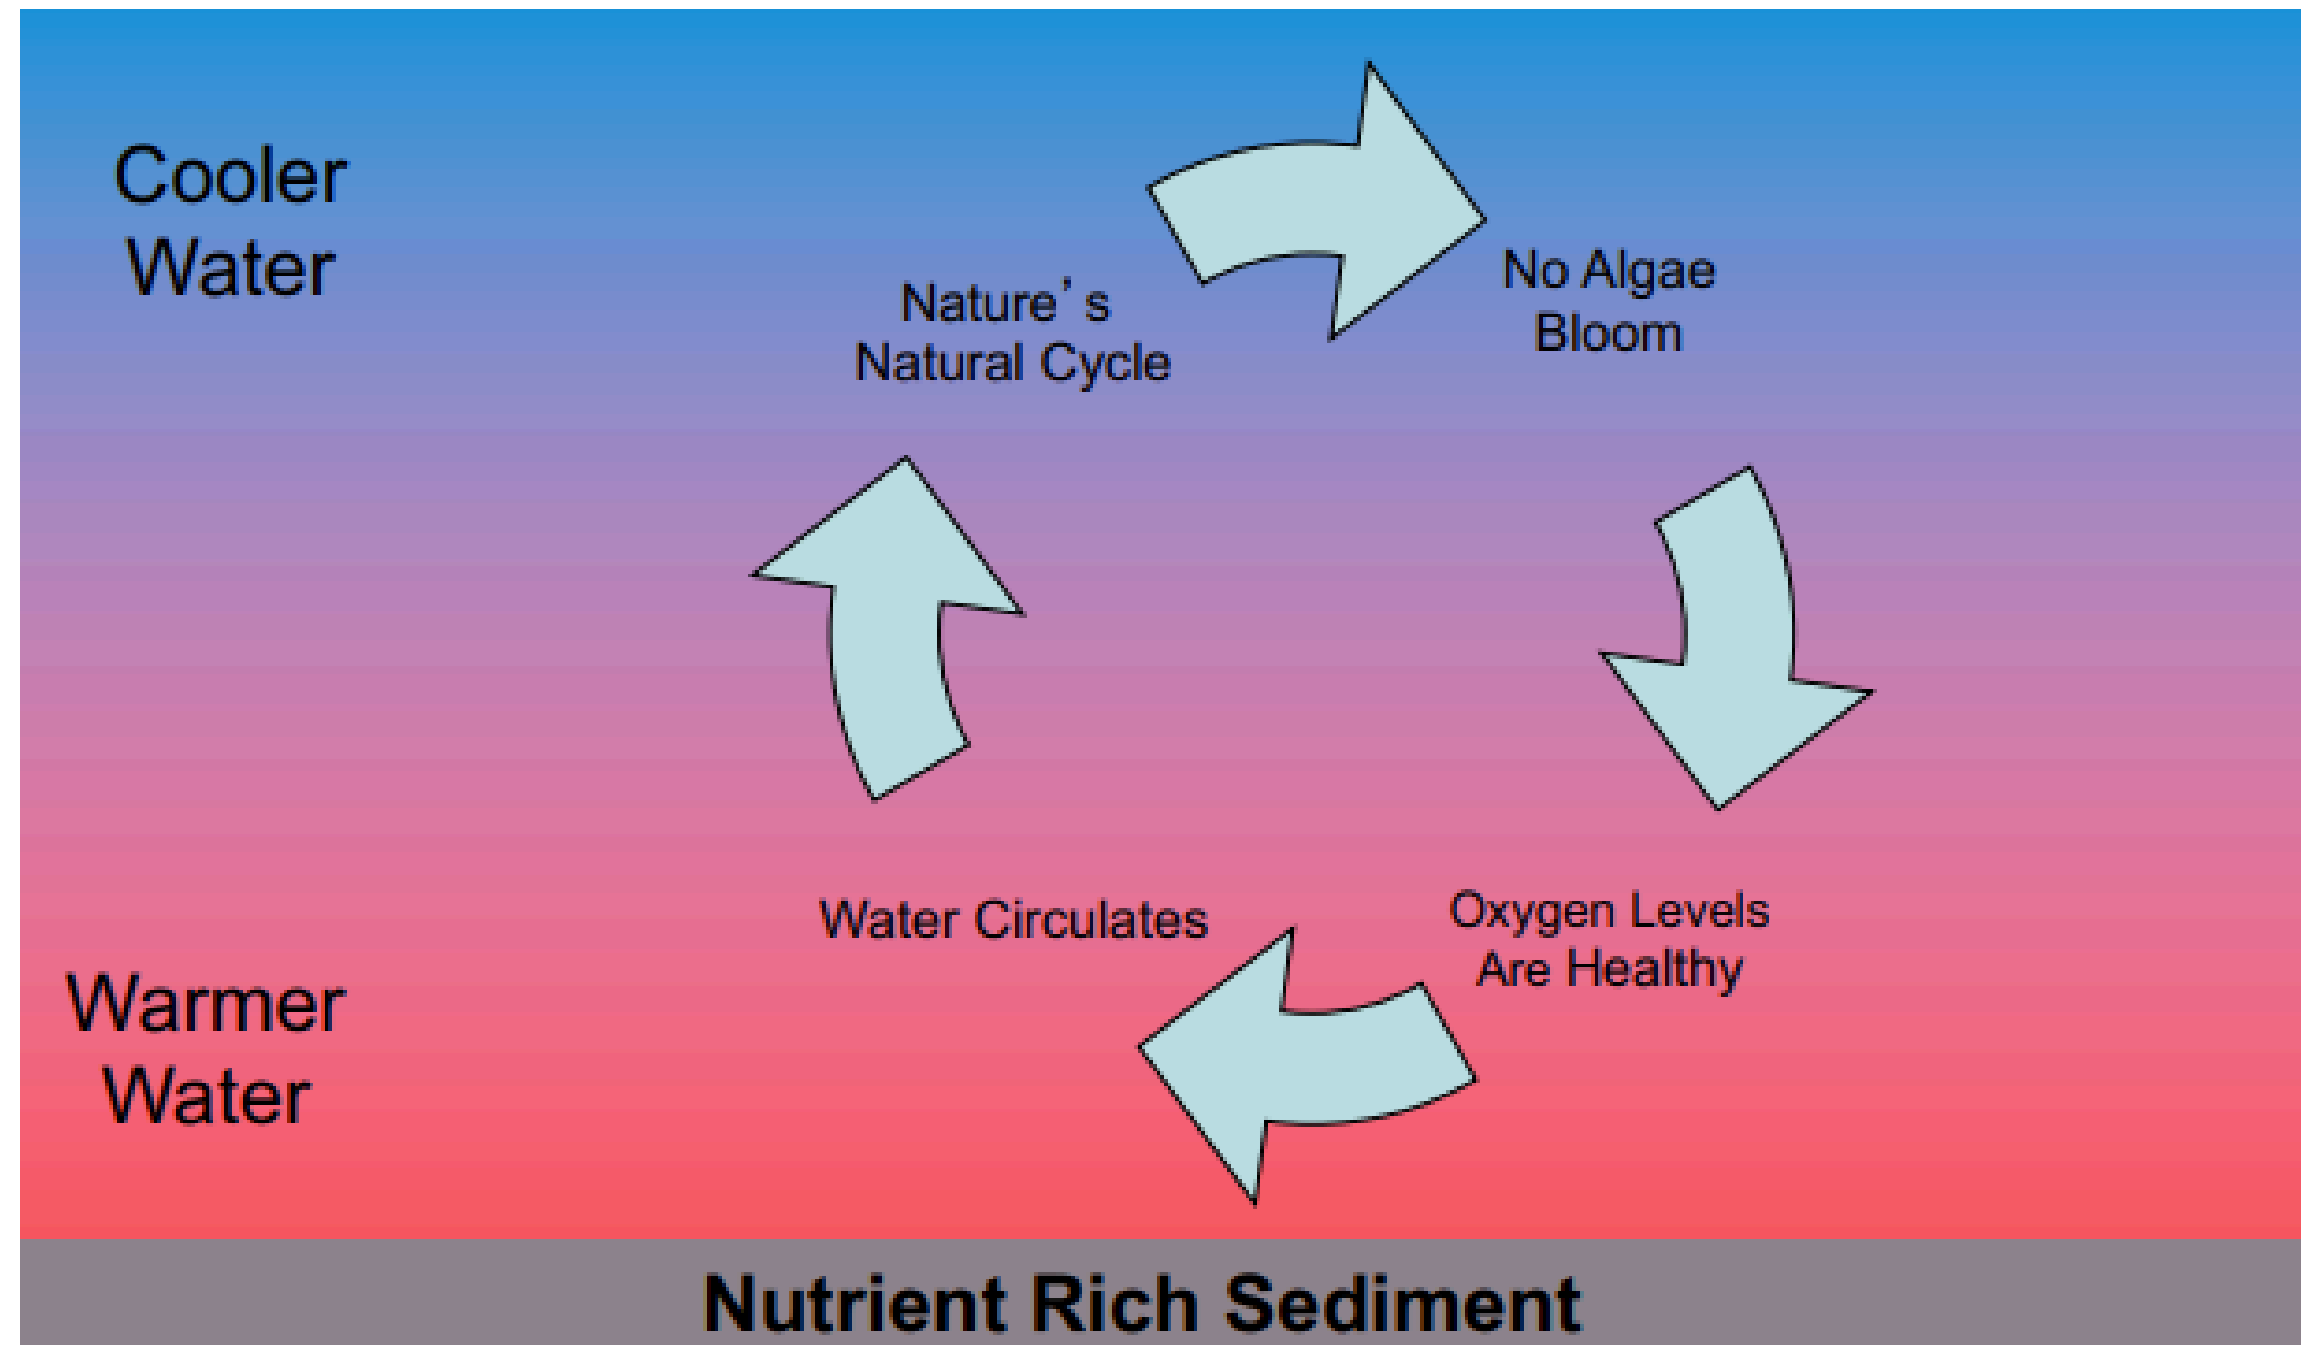 Cooler
Water
Nature’s
Natural Cycle
No Algae
Bloom
Water Circulates
Oxygen Levels
Are Healthy
Warmer
Water
Nutrient Rich Sediment